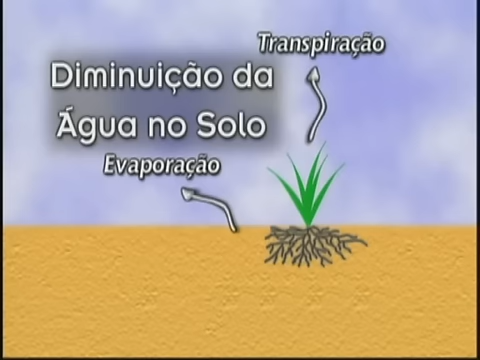 Transpiração
Diminuição da
Água no Solo
Evaporação